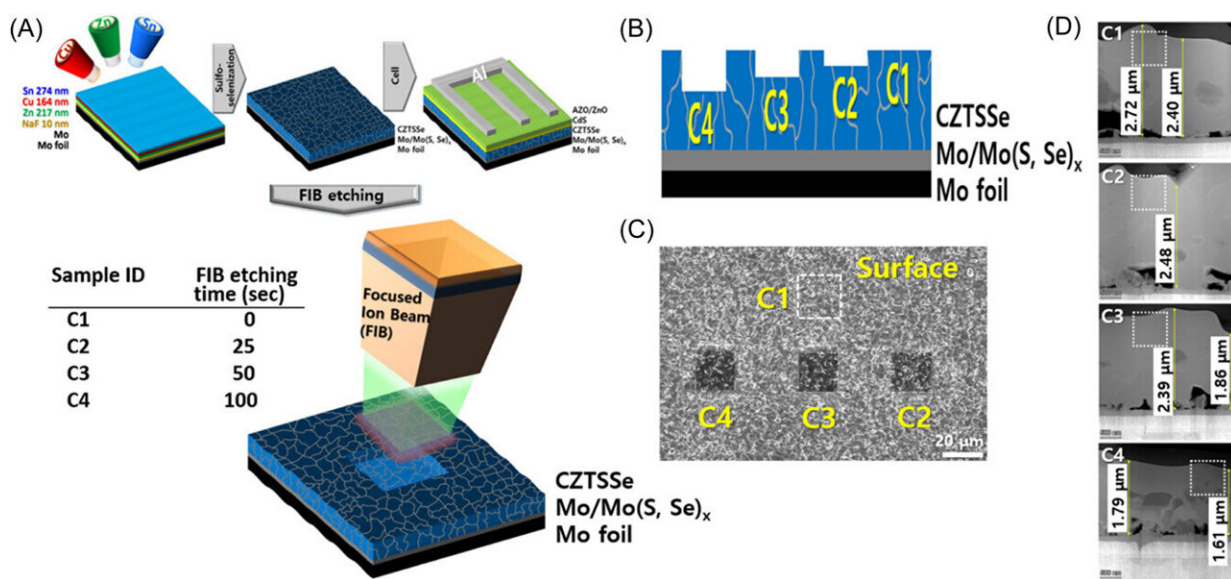 (A)
Cu
Zn
Sn
Sn 274 nm
Cu 164 nm
Zn 217 nm
NaF 10 nm
Mo
Mo foil
Sulfo-
selenization
CZTSSe
Mo/Mo(S, Se)x
Mo foil
Cell
Al
AZO/ZnO
CdS
CZTSSe
Mo/Mo(S, Se)x
Mo foil
FIB etching
Sample ID FIB etching
time (sec)
C1 0
C2 25
C3 50
C4 100
Focused
Ion Beam
(FIB)
CZTSSe
Mo/Mo(S, Se)x
Mo foil
(B)
C4
C3
C2
C1
CZTSSe
Mo/Mo(S, Se)x
Mo foil
(C)
Surface
C1
C4
C3
C2
20 μm
(D)
C1
2.72 μm
2.40 μm
C2
2.48 μm
C3
2.39 μm
1.86 μm
C4
1.79 μm
1.61 μm